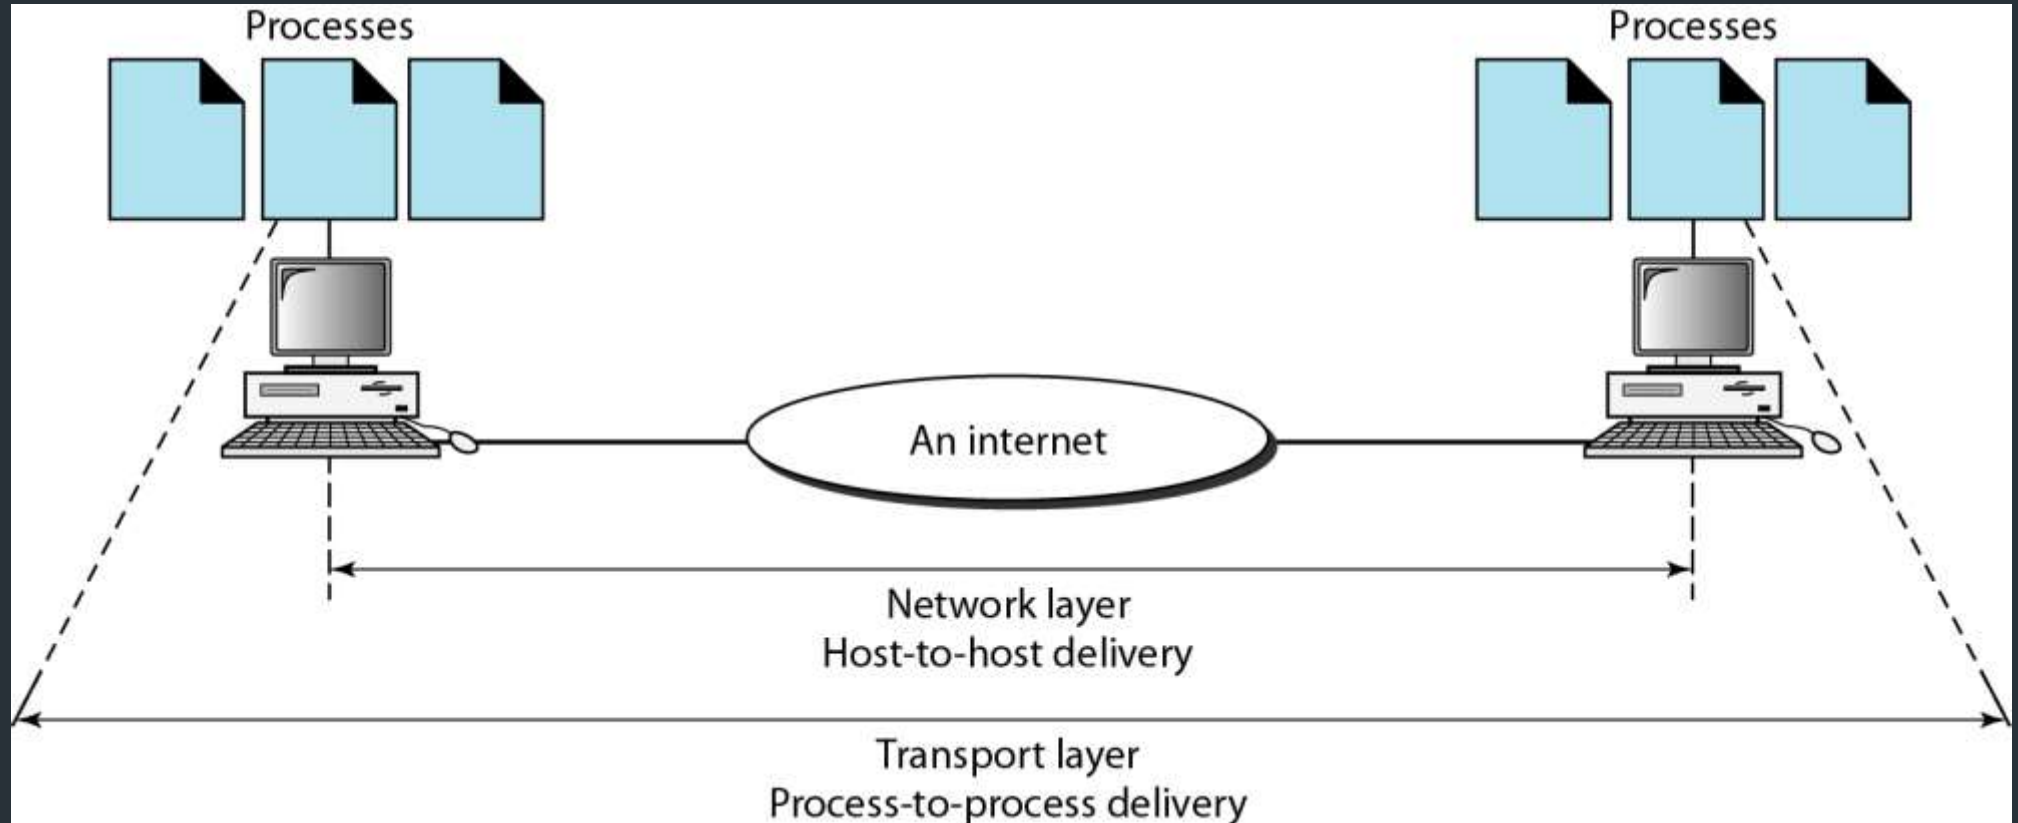 Processes
Processes
An internet
Network layer
Host-to-host delivery
Transport layer
Process-to-process delivery